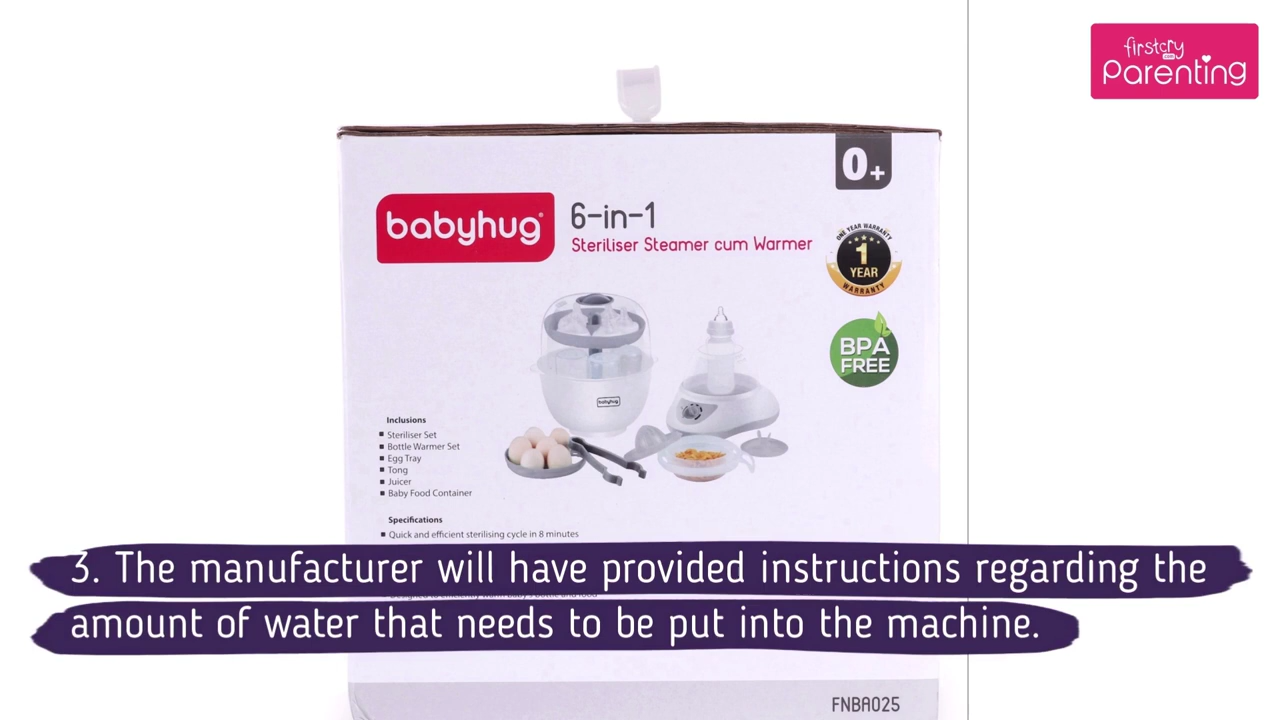 firstcry
.com
Parenting
0+
babyhug
6-in-1
Steriliser Steamer cum Warmer
ONE YEAR WARRANTY
1
YEAR
WARRANTY
BPA
FREE
babyhug
Inclusions
Steriliser Set
Bottle Warmer Set
Egg Tray
Tong
Juicer
Baby Food Container
Specifications
Quick and efficient sterilising cycle in 8 minutes
3. The manufacturer will have provided instructions regarding the
amount of water that needs to be put into the machine.
FNBA025